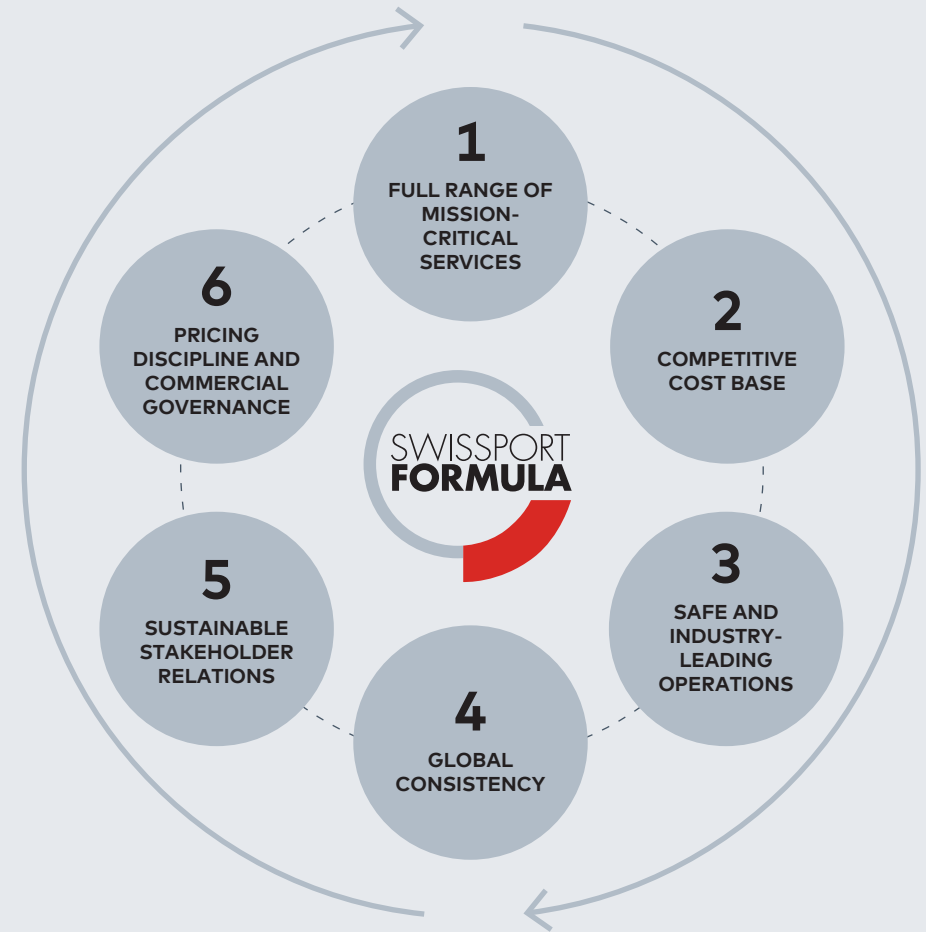 1
FULL RANGE OF
MISSION-
CRITICAL
SERVICES
2
COMPETITIVE
COST BASE
3
SAFE AND
INDUSTRY-
LEADING
OPERATIONS
4
GLOBAL
CONSISTENCY
5
SUSTAINABLE
STAKEHOLDER
RELATIONS
6
PRICING
DISCIPLINE AND
COMMERCIAL
GOVERNANCE
SWISSPORT
FORMULA